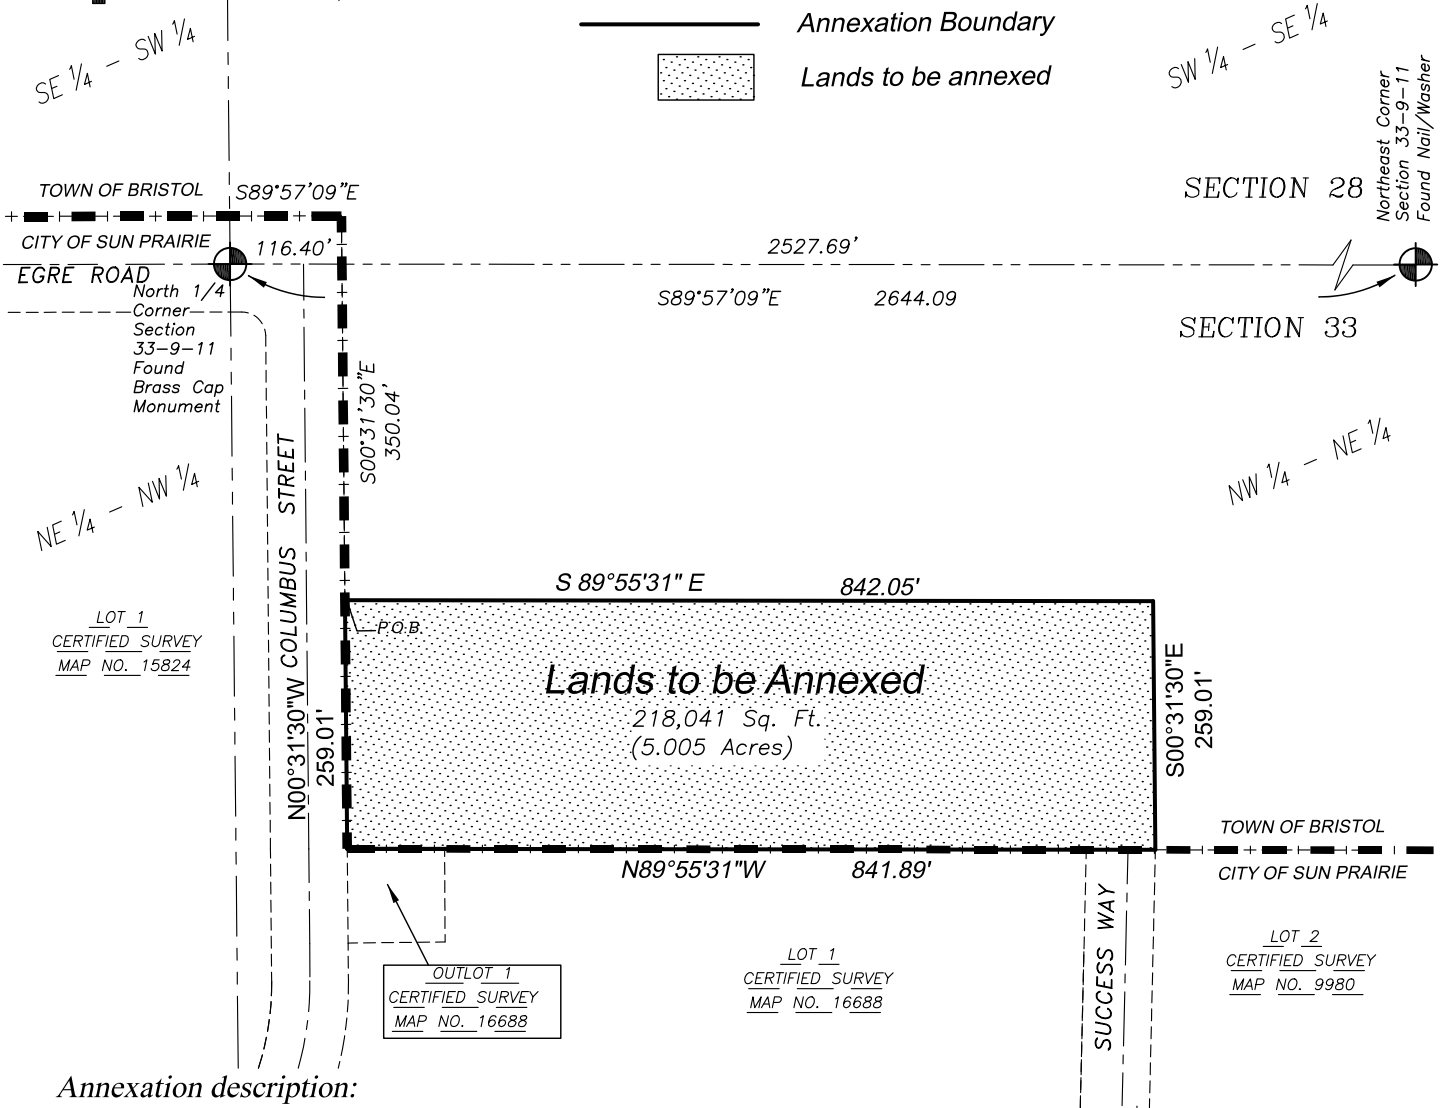 Annexation Boundary
Lands to be annexed
SE 1/4 - SW 1/4
SW 1/4 - SE 1/4
Northeast Corner
Section 33-9-11
Found Nail/Washer
SECTION 28
TOWN OF BRISTOL
S89°57'09"E
CITY OF SUN PRAIRIE
116.40'
2527.69'
EGRE ROAD
North 1/4
Corner
Section
33-9-11
Found
Brass Cap
Monument
S89°57'09"E 2644.09
SECTION 33
S00°31'30"E
350.04'
COLUMBUS STREET
NE 1/4 - NW 1/4
NW 1/4 - NE 1/4
S 89°55'31" E 842.05'
P.O.B.
LOT 1
CERTIFIED SURVEY
MAP NO. 15824
Lands to be Annexed
218,041 Sq. Ft.
(5.005 Acres)
N00°31'30"W
259.01'
S00°31'30"E
259.01'
TOWN OF BRISTOL
CITY OF SUN PRAIRIE
N89°55'31"W 841.89'
SUCCESS WAY
LOT 1
CERTIFIED SURVEY
MAP NO. 16688
LOT 2
CERTIFIED SURVEY
MAP NO. 9980
OUTLOT 1
CERTIFIED SURVEY
MAP NO. 16688
Annexation description: